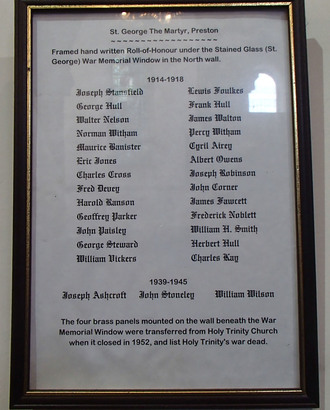 St. George The Martyr, Preston
~~~~~~~~~~~~~~~~~~~~
Framed hand written Roll-of-Honour under the Stained Glass (St.
George) War Memorial Window in the North wall.
1914-1918
Joseph Stansfield Lewis Foulkes
George Hull Frank Hull
Walter Nelson James Walton
Norman Witham Percy Witham
Maurice Banister Cyril Airey
Eric Jones Albert Owens
Charles Cross Joseph Robinson
Fred Devey John Corner
Harold Ranson James Fawcett
Geoffrey Parker Frederick Noblett
John Paisley William H. Smith
George Steward Herbert Hull
William Vickers Charles Kay
1939-1945
Joseph Ashcroft John Stoneley William Wilson
The four brass panels mounted on the wall beneath the War
Memorial Window were transferred from Holy Trinity Church
when it closed in 1952, and list Holy Trinity's war dead.